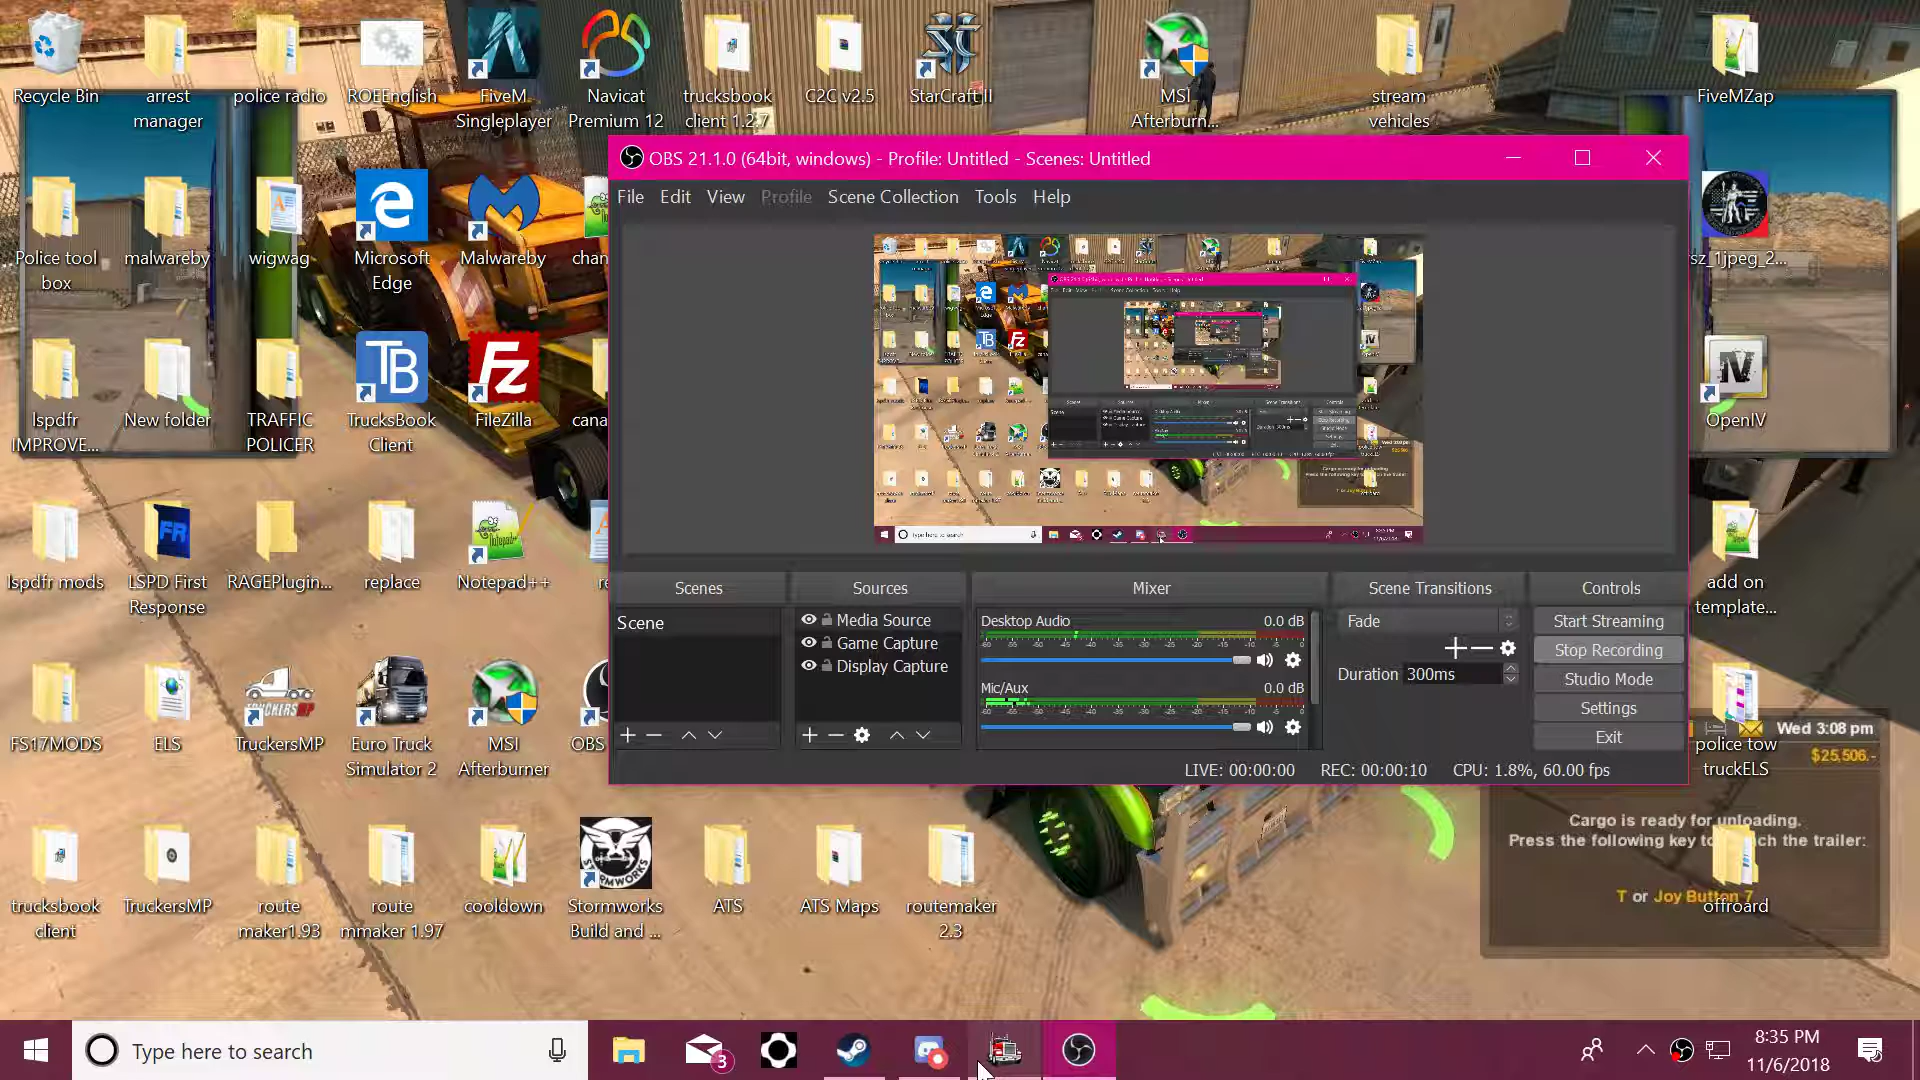 Recycle Bin
arrest
manager
police radio
ROEEnglish
FiveM
Singleplayer
Navicat
Premium 12
trucksbook
client 1.2.7
C2C v2.5
StarCraft II
MSI
Afterburn...
stream
vehicles
FiveMZap
OBS 21.1.0 (64bit, windows) - Profile: Untitled - Scenes: Untitled
File Edit View Profile Scene Collection Tools Help
Police tool
box
malwareby
wigwag
Microsoft
Edge
Malwareby
chan
sz_1jpeg_2...
lspdfr
IMPROVE...
New folder
TRAFFIC
POLICER
TrucksBook
Client
FileZilla
cana
OpenIV
lspdfr mods
LSPD First
Response
RAGEPlugin...
replace
Notepad++
re
add on
template...
Scenes
Sources
Mixer
Scene Transitions
Controls
Scene
Media Source
Game Capture
Display Capture
Desktop Audio 0.0 dB
Mic/Aux 0.0 dB
Fade
Duration 300ms
Start Streaming
Stop Recording
Studio Mode
Settings
Exit
LIVE: 00:00:00 REC: 00:00:10 CPU: 1.8%, 60.00 fps
FS17MODS
ELS
TruckersMP
Euro Truck
Simulator 2
MSI
Afterburner
OBS
police tow
truckELS
Wed 3:08 pm
$25,506.-
Cargo is ready for unloading.
Press the following key to ch the trailer:
T or Joy Button 7
offroard
trucksbook
client
TruckersMP
route
maker1.93
route
mmaker 1.97
cooldown
Stormworks
Build and ...
ATS
ATS Maps
routemaker
2.3
Type here to search
3
8:35 PM
11/6/2018